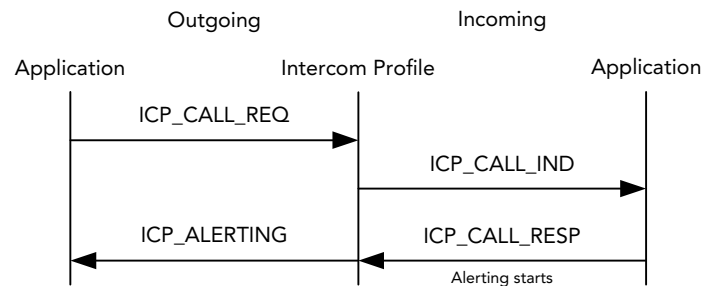 Outgoing Incoming
Application Intercom Profile Application
ICP_CALL_REQ
ICP_CALL_IND
ICP_ALERTING ICP_CALL_RESP
Alerting starts